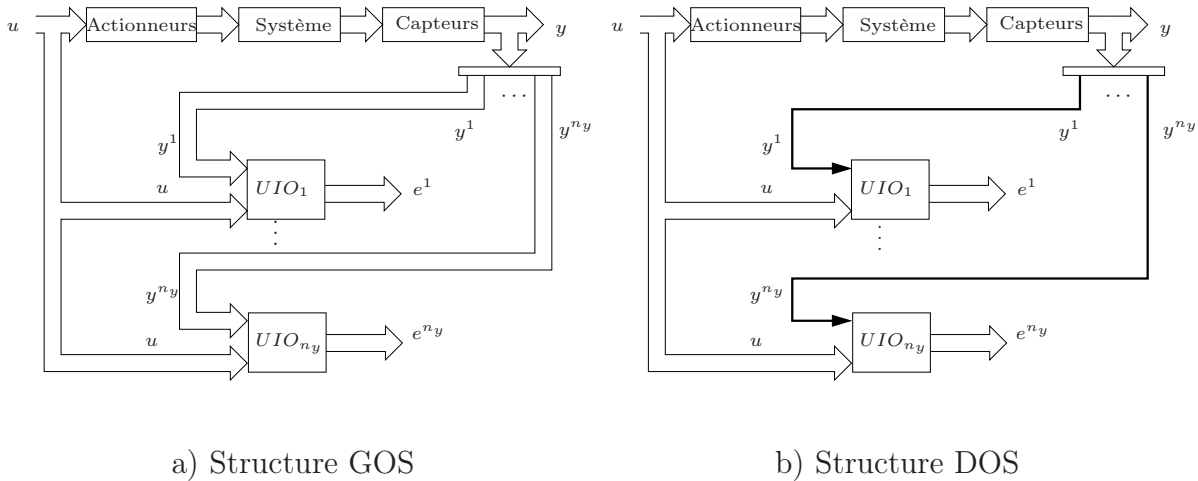 u Actionneurs Système Capteurs y
...
y^1 y^{n_y}
y^1
u UIO_1 e^1
⋮
y^{n_y}
UIO_{n_y} e^{n_y}
u
a) Structure GOS
u Actionneurs Système Capteurs y
...
y^1 y^{n_y}
y^1
u UIO_1 e^1
⋮
y^{n_y}
UIO_{n_y} e^{n_y}
u
b) Structure DOS